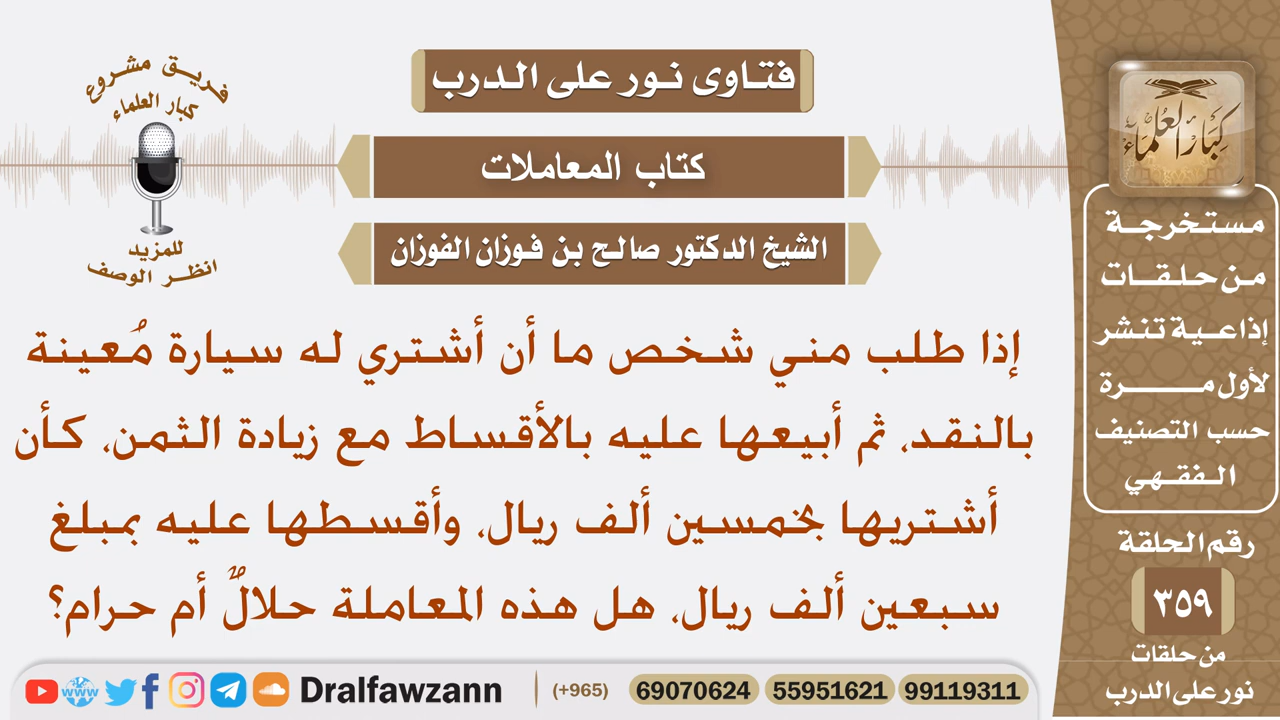 فتاوى نور على الدرب
كتاب المعاملات
الشيخ الدكتور صالح بن فوزان الفوزان
إذا طلب مني شخص ما أن أشتري له سيارة مُعينة
بالنقد، ثم أبيعها عليه بالأقساط مع زيادة الثمن، كأن
أشتريها بخمسين ألف ريال، وأقسطها عليه بمبلغ
سبعين ألف ريال، هل هذه المعاملة حلالٌ أم حرام؟
كِبَار العُلَمَاء
مستخرجة
من حلقات
إذاعية تنشر
لأول مرة
حسب التصنيف
الفقهي
رقم الحلقة
٣٥٩
من حلقات
نور على الدرب
فريق مشروع
كبار العلماء
للمزيد
انظر الوصف
www Dralfawzann (+965) 69070624 55951621 99119311